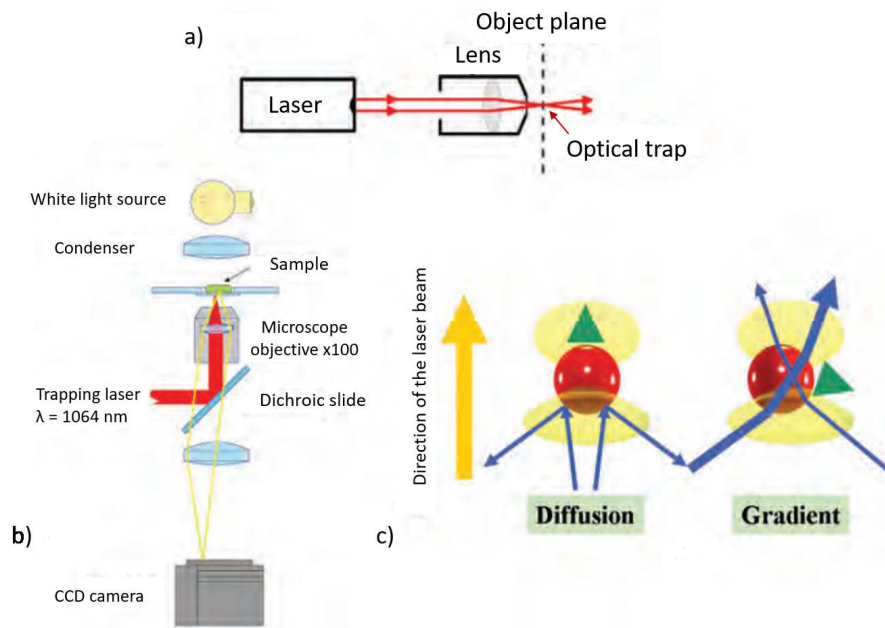 a)
Object plane
Lens
Laser
Optical trap
White light source
Condenser
Sample
Microscope
objective x100
Trapping laser
λ = 1064 nm
Dichroic slide
b)
CCD camera
Direction of the laser beam
Diffusion
Gradient
c)